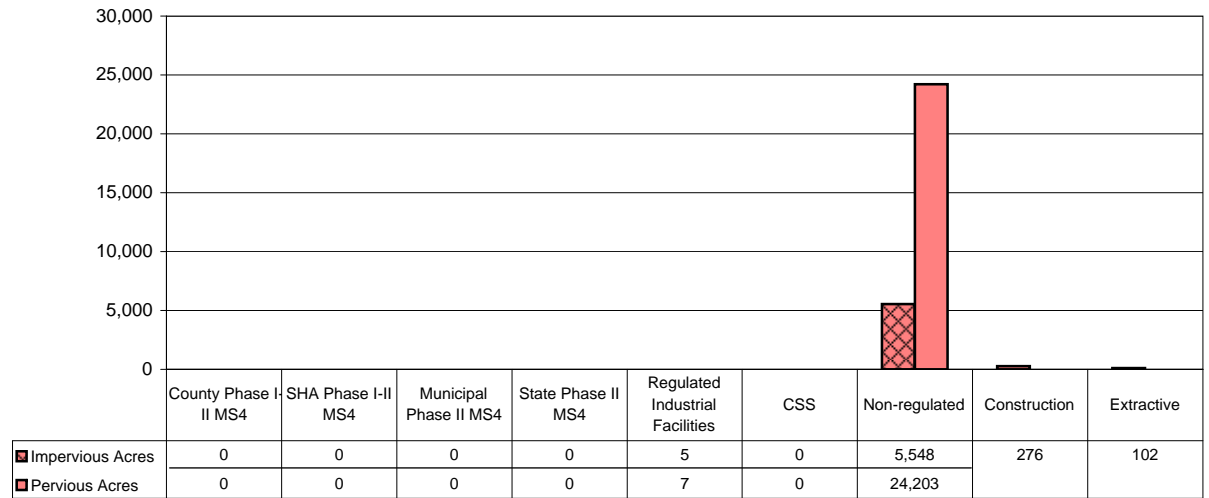 30,000
25,000
20,000
15,000
10,000
5,000
0
County Phase I-
II MS4
SHA Phase I-II
MS4
Municipal
Phase II MS4
State Phase II
MS4
Regulated
Industrial
Facilities
CSS
Non-regulated
Construction
Extractive
Impervious Acres 0 0 0 0 5 0 5,548 276 102
Pervious Acres 0 0 0 0 7 0 24,203